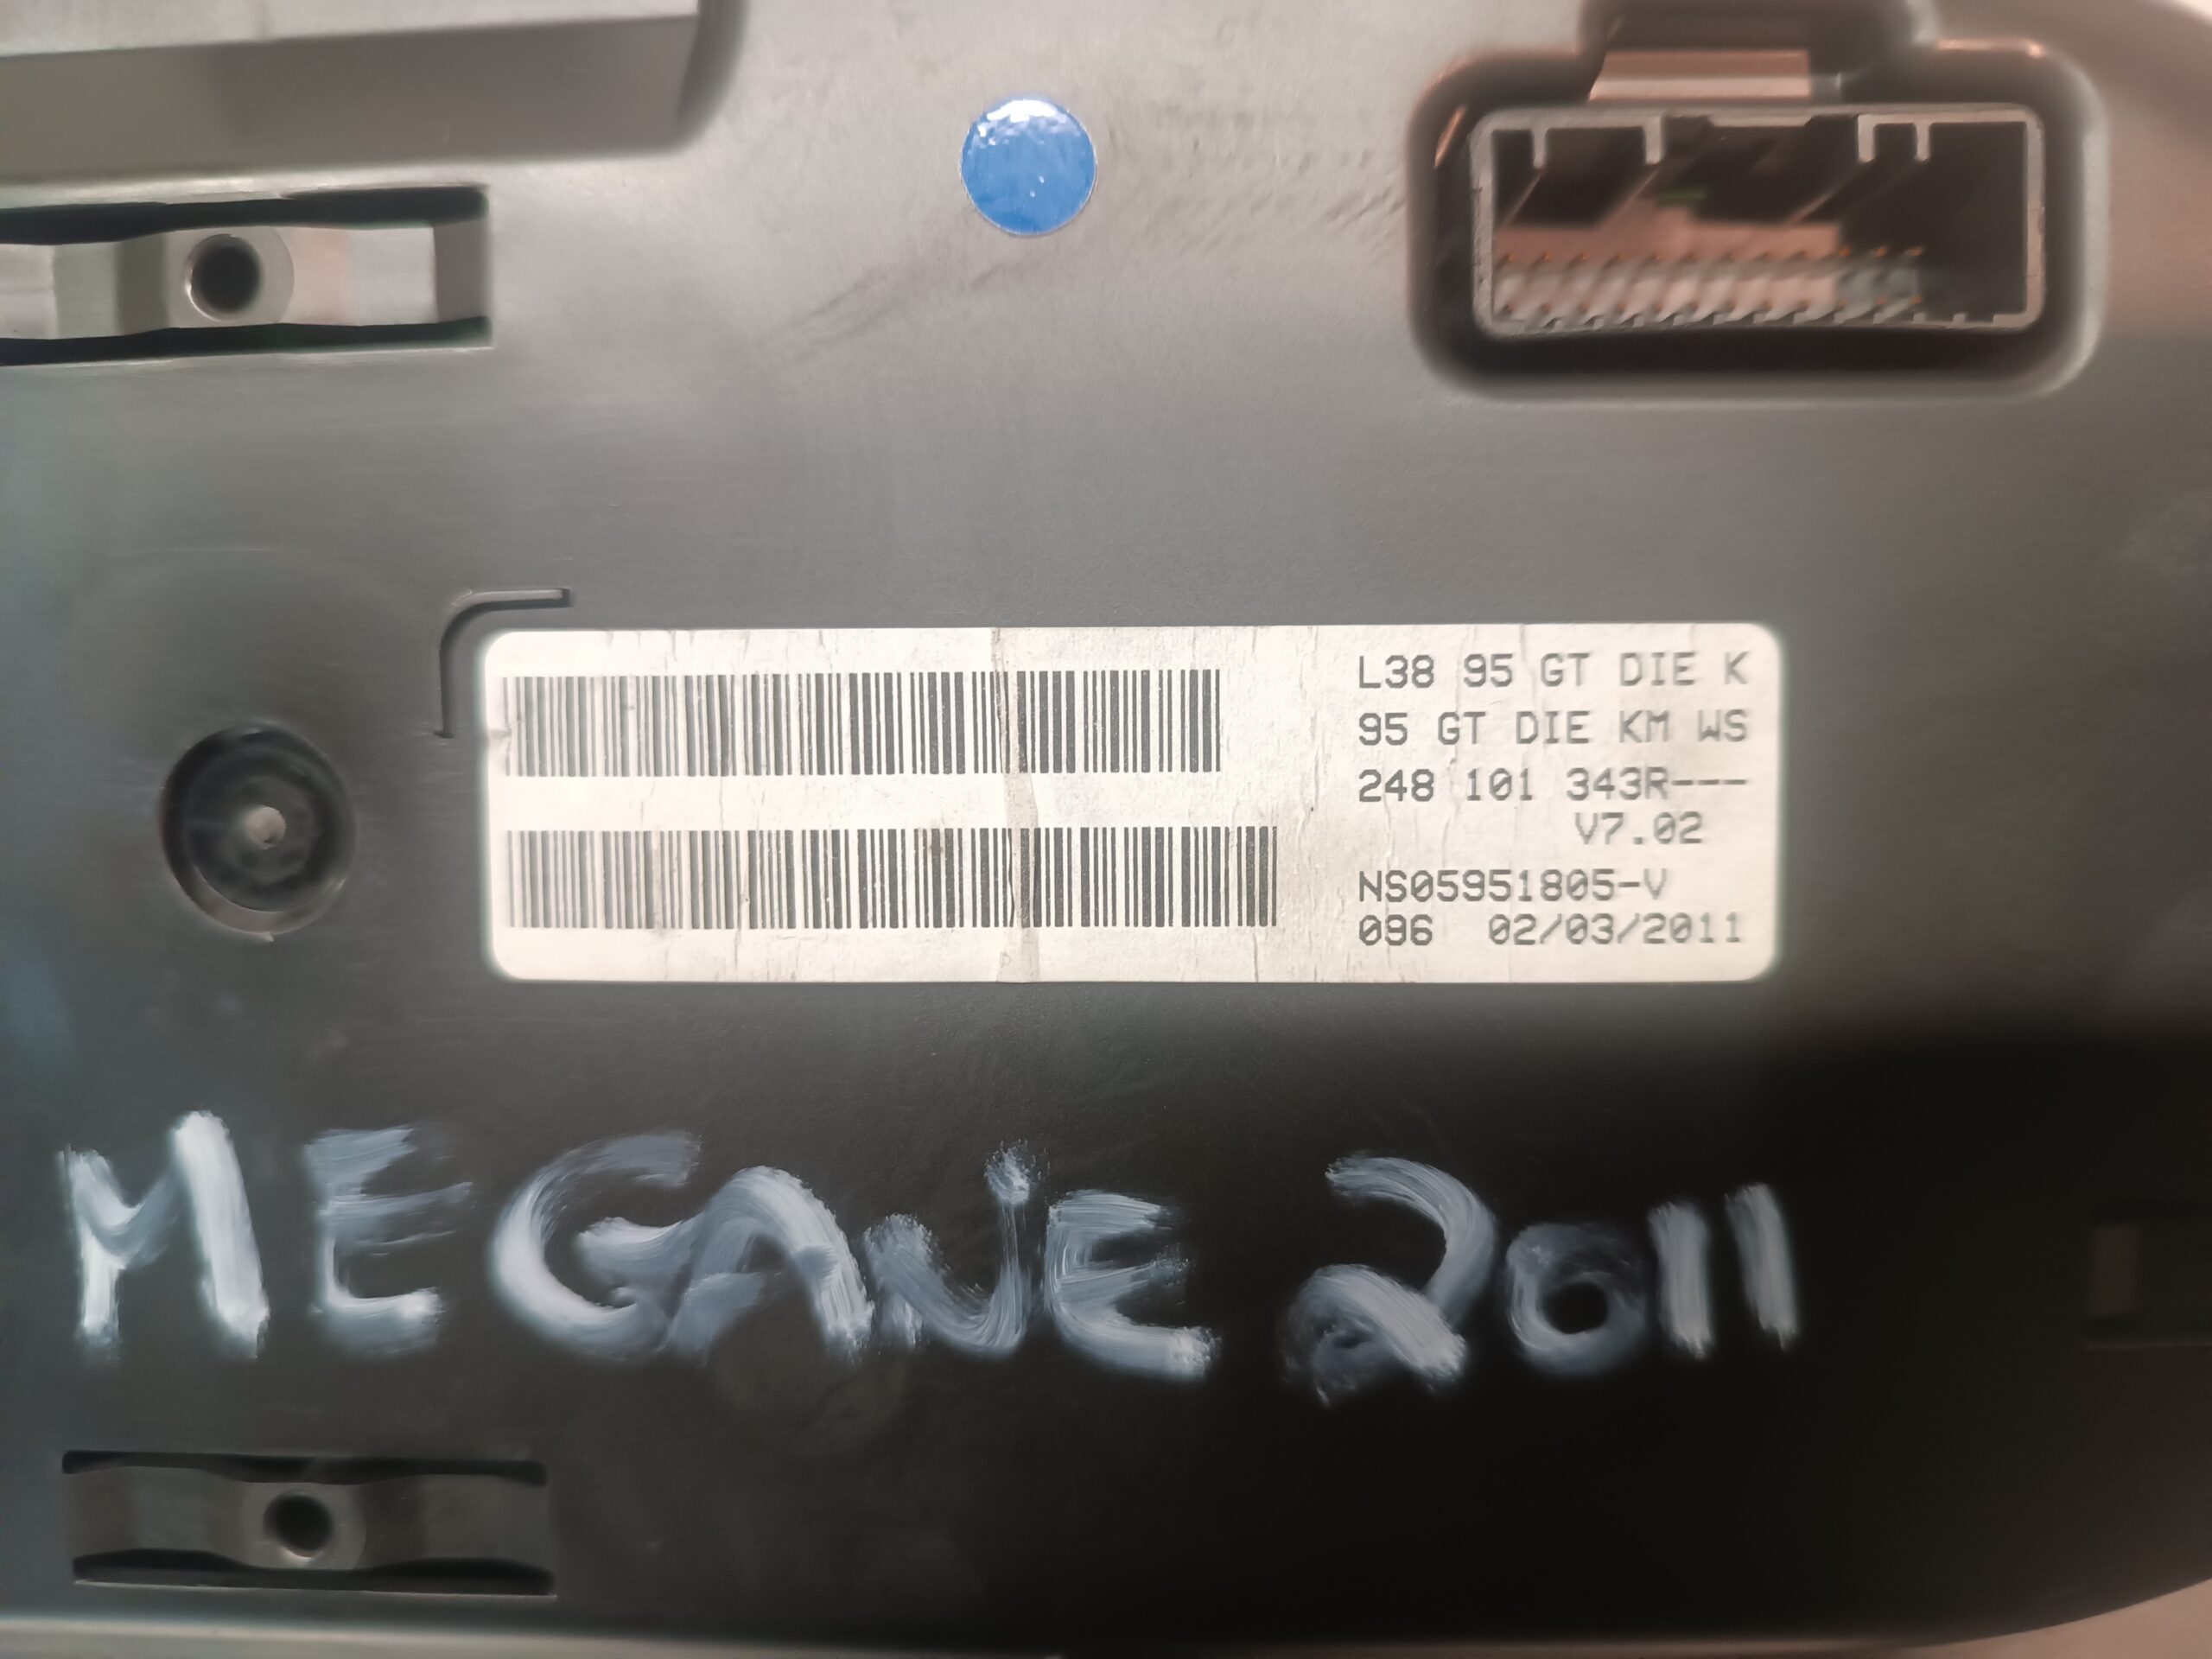 L38 95 GT DIE K
95 GT DIE KM WS
248 101 343R---
V7.02
NS05951805-V
096 02/03/2011
MEGANE 2011